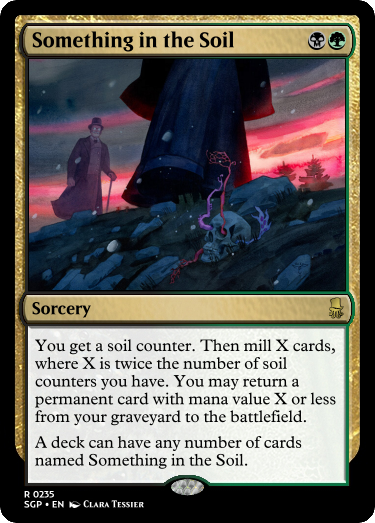 Something in the Soil
Sorcery
You get a soil counter. Then mill X cards,
where X is twice the number of soil
counters you have. You may return a
permanent card with mana value X or less
from your graveyard to the battlefield.
A deck can have any number of cards
named Something in the Soil.
R 0235
SGP • EN Clara Tessier